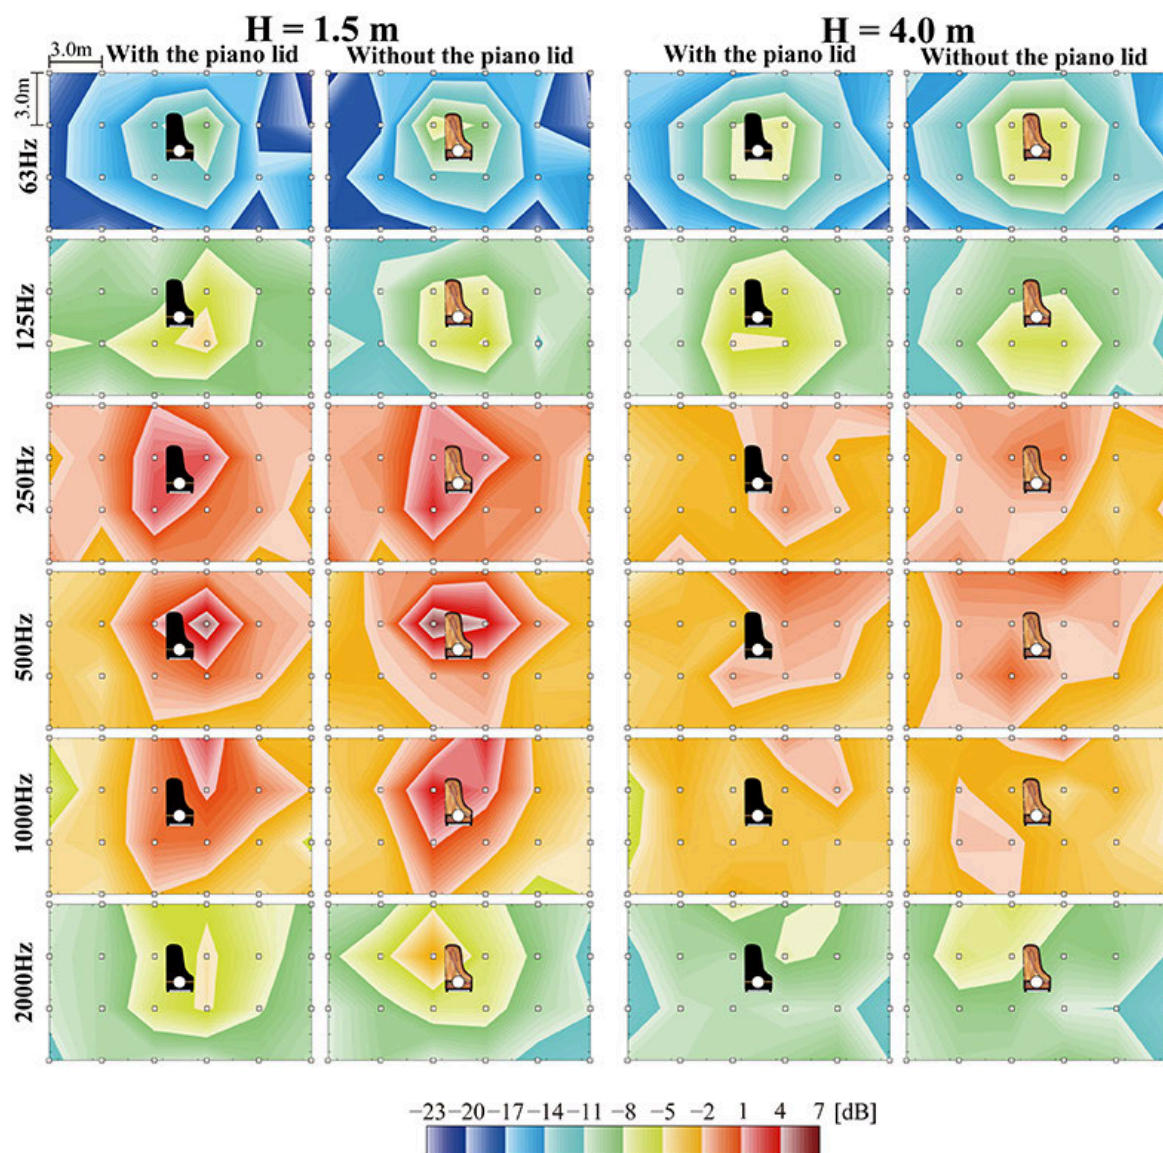 H = 1.5 m
H = 4.0 m
3.0m
With the piano lid
Without the piano lid
With the piano lid
Without the piano lid
3.0m
63Hz
125Hz
250Hz
500Hz
1000Hz
2000Hz
−23 −20 −17 −14 −11 −8 −5 −2 1 4 7 [dB]